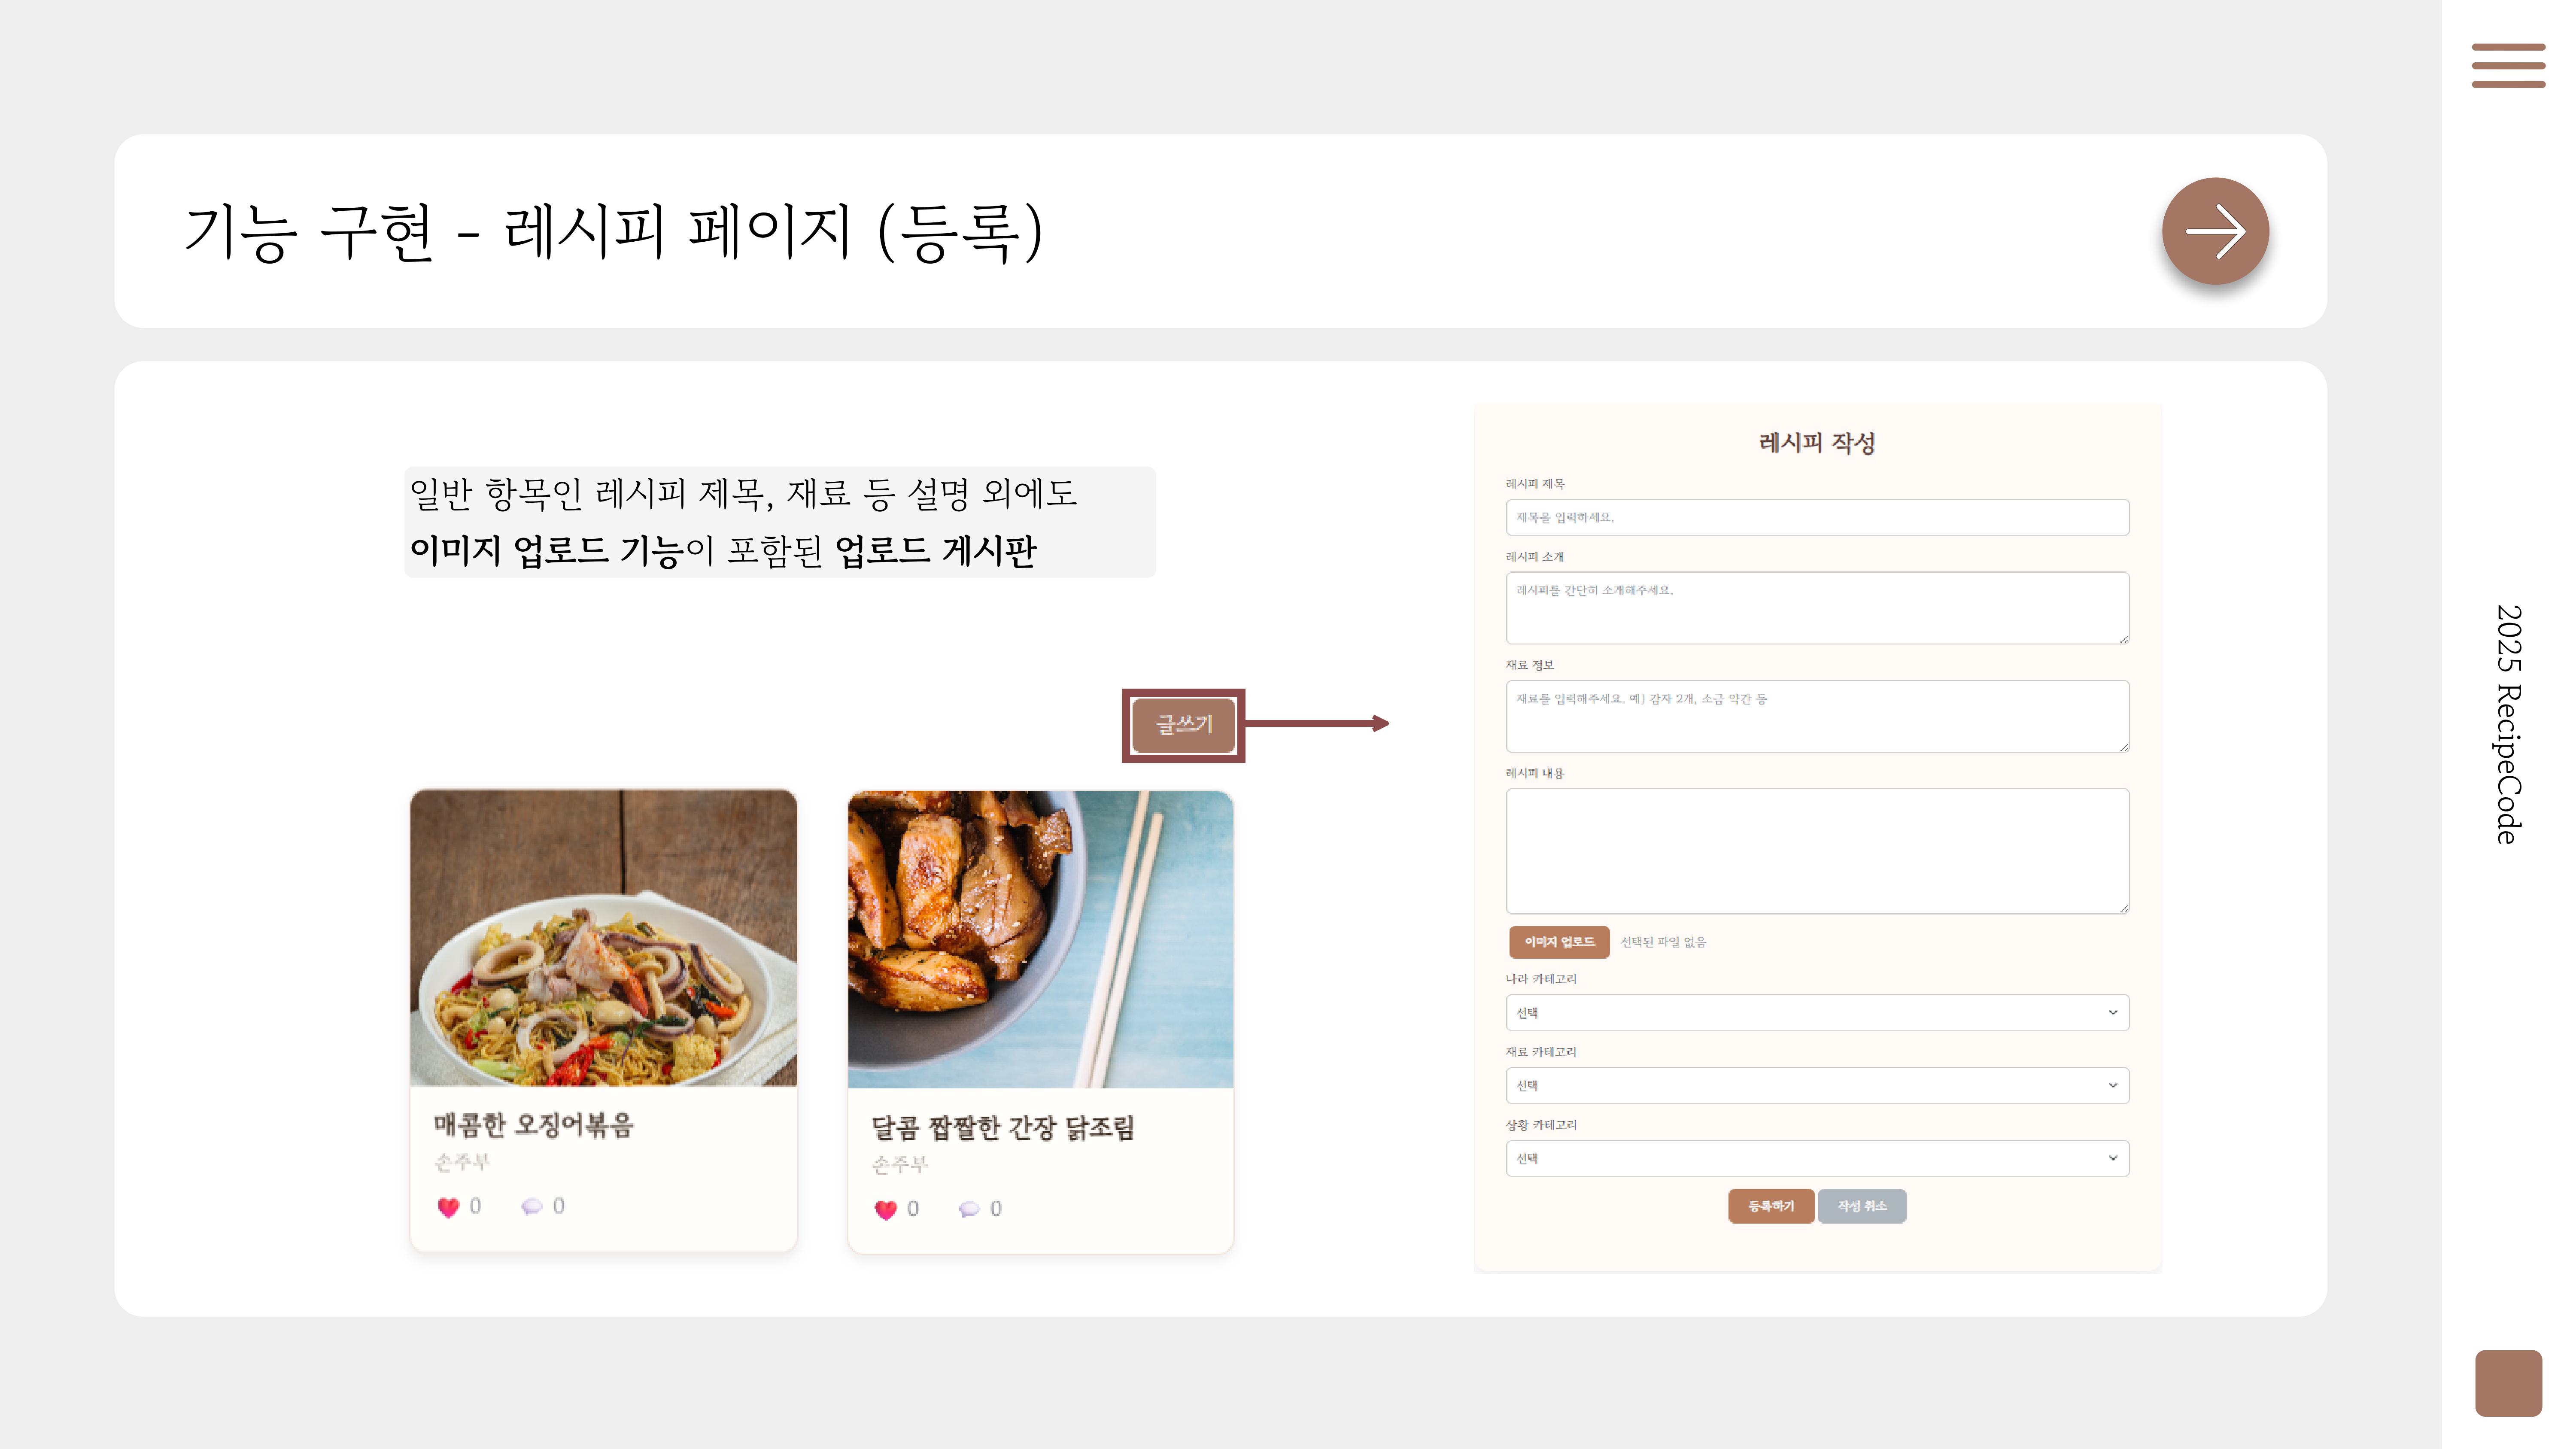 기능 구현 - 레시피 페이지 (등록)
일반 항목인 레시피 제목, 재료 등 설명 외에도
이미지 업로드 기능이 포함된 업로드 게시판
글쓰기
매콤한 오징어볶음
손주부
0 0
달콤 짭짤한 간장 닭조림
손주부
0 0
레시피 작성
레시피 제목
제목을 입력하세요.
레시피 소개
레시피를 간단히 소개해주세요.
재료 정보
재료를 입력해주세요. 예) 감자 2개, 소금 약간 등
레시피 내용
이미지 업로드 선택된 파일 없음
나라 카테고리
선택
재료 카테고리
선택
상황 카테고리
선택
등록하기 작성 취소
2025 RecipeCode